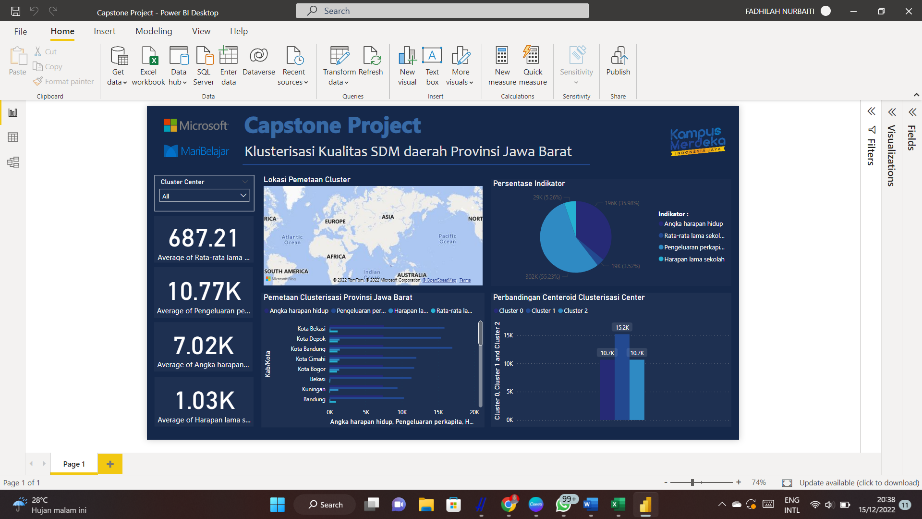 Capstone Project - Power BI Desktop
Search
FADHILAH NURBAITI
File Home Insert Modeling View Help
Paste
Cut
Copy
Format painter
Clipboard
Get data
Excel workbook
Data hub
SQL Server
Enter data
Dataverse
Recent sources
Data
Transform data
Refresh
Queries
New visual
Text box
More visuals
Insert
New measure
Quick measure
Calculations
Sensitivity
Sensitivity
Publish
Share
Microsoft
MariBelajar
Capstone Project
Klusterisasi Kualitas SDM daerah Provinsi Jawa Barat
Kampus Merdeka
INDONESIA JAYA
Cluster Center
All
687.21
Average of Rata-rata lama ...
10.77K
Average of Pengeluaran pe...
7.02K
Average of Angka harapan...
1.03K
Average of Harapan lama s...
Lokasi Pemetaan Cluster
NORT
ASIA
EUROPE
Atlantic Ocean
Pacific Ocean
AFRICA
SOUTH AMERICA
Indian
AUSTRALIA
Microsoft Bing
© 2022 TomTom, © 2022 Microsoft Corporation, © OpenStreetMap Terms
Persentase Indikator
Indikator :
Angka harapan hidup
Rata-rata lama sekol...
Pengeluaran perkapi...
Harapan lama sekolah
Pemetaan Clusterisasi Provinsi Jawa Barat
Angka harapan hidup Pengeluaran per... Harapan la... Rata-rata la...
Kab/Kota
Kota Bekasi
Kota Depok
Kota Bandung
Kota Cimahi
Kota Bogor
Bekasi
Kuningan
Bandung
0K 5K 10K 15K 20K
Angka harapan hidup, Pengeluaran perkapita, H...
Perbandingan Centeroid Clusterisasi Center
Cluster 0 Cluster 1 Cluster 2
Cluster 0, Cluster 1 and Cluster 2
15K
10K
5K
0K
10.7K
15.2K
10.7K
Filters
Visualizations
Fields
Page 1
Page 1 of 1
74%
Update available (click to download)
28°C
Hujan malam ini
Search
99+
ENG
INTL
20:38
15/12/2022
11